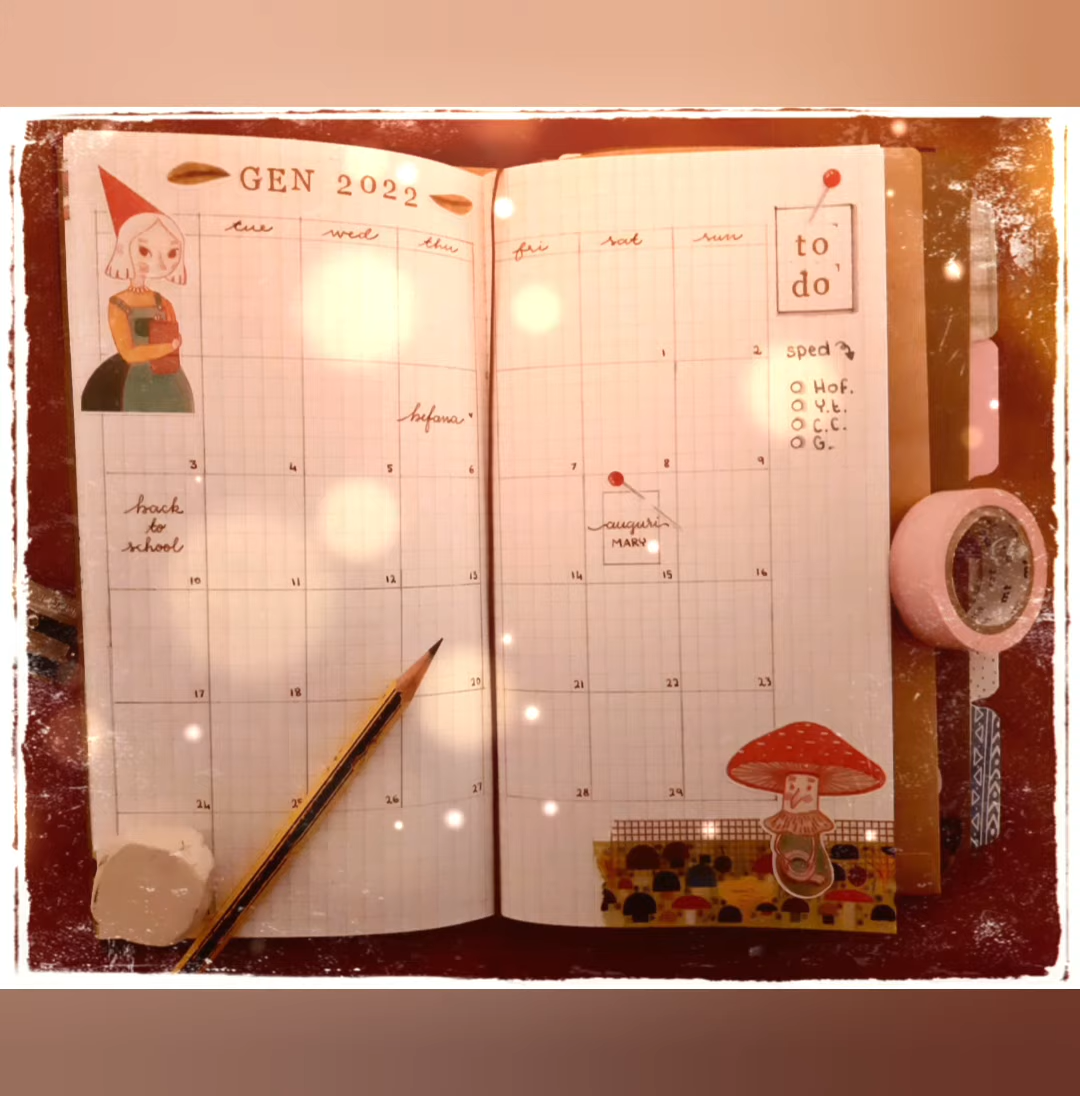 GEN 2022
tue wed thu fri sat sun
to
do
1 2
sped
Hof.
Y.t.
C.C.
G.
befana
3 4 5 6 7 8 9
back
to
school
auguri
MARY
10 11 12 13 14 15 16
17 18 20 21 22 23
24 25 26 27 28 29